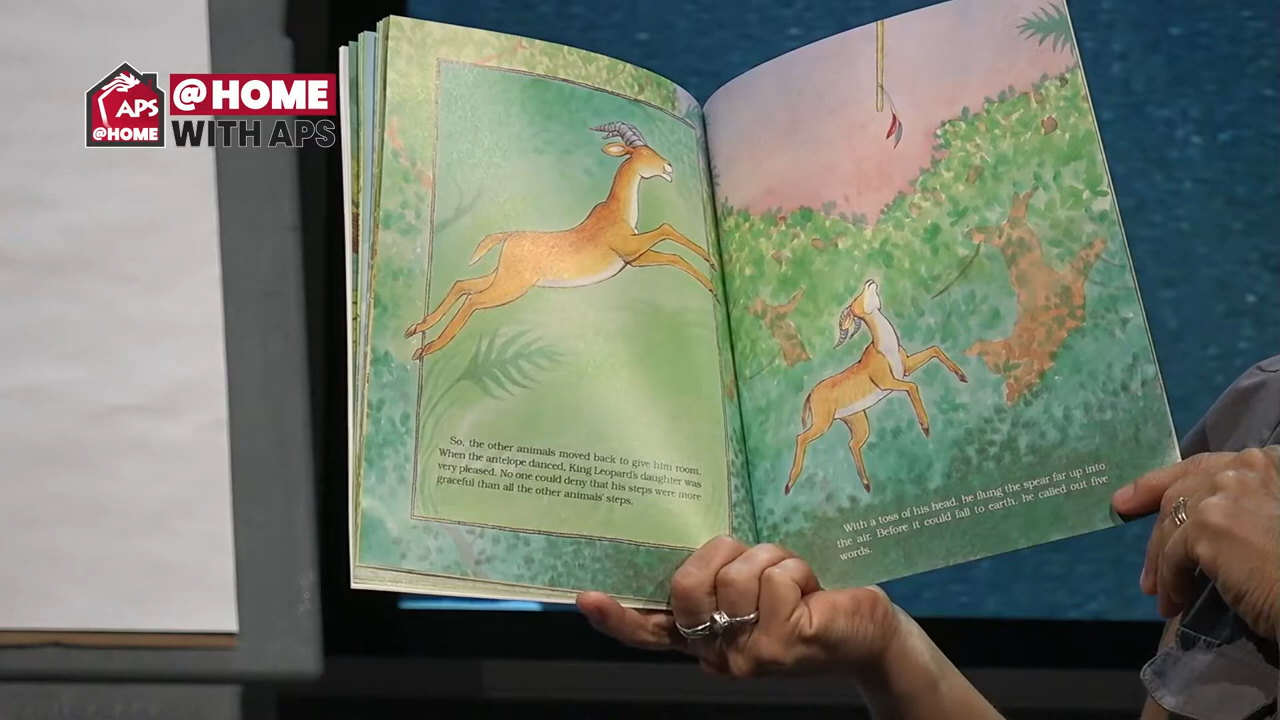 APS
@HOME
@HOME
WITH APS
So, the other animals moved back to give him room.
When the antelope danced, King Leopard's daughter was
very pleased. No one could deny that his steps were more
graceful than all the other animals' steps.
With a toss of his head, he flung the spear far up into
the air. Before it could fall to earth, he called out five
words.